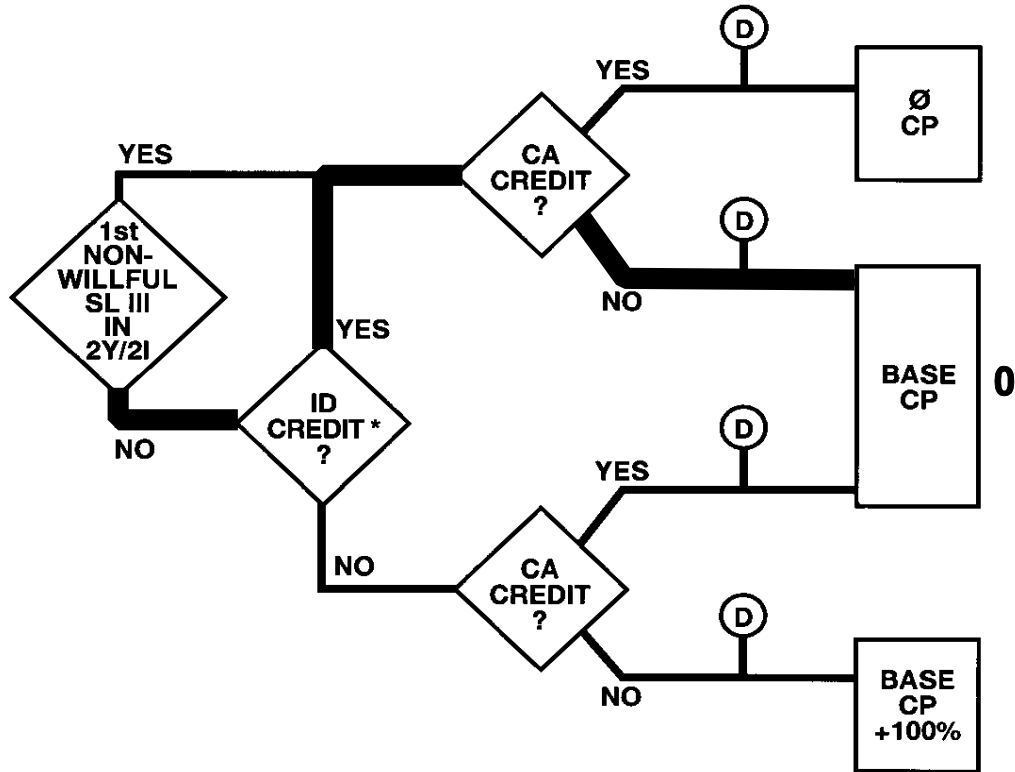 D
YES
Ø
CP
CA
CREDIT
?
YES
1st
NON-
WILLFUL
SL III
IN
2Y/2I
D
NO
YES
BASE
CP
0
ID
CREDIT *
?
NO
D
YES
NO
CA
CREDIT
?
D
NO
BASE
CP
+100%